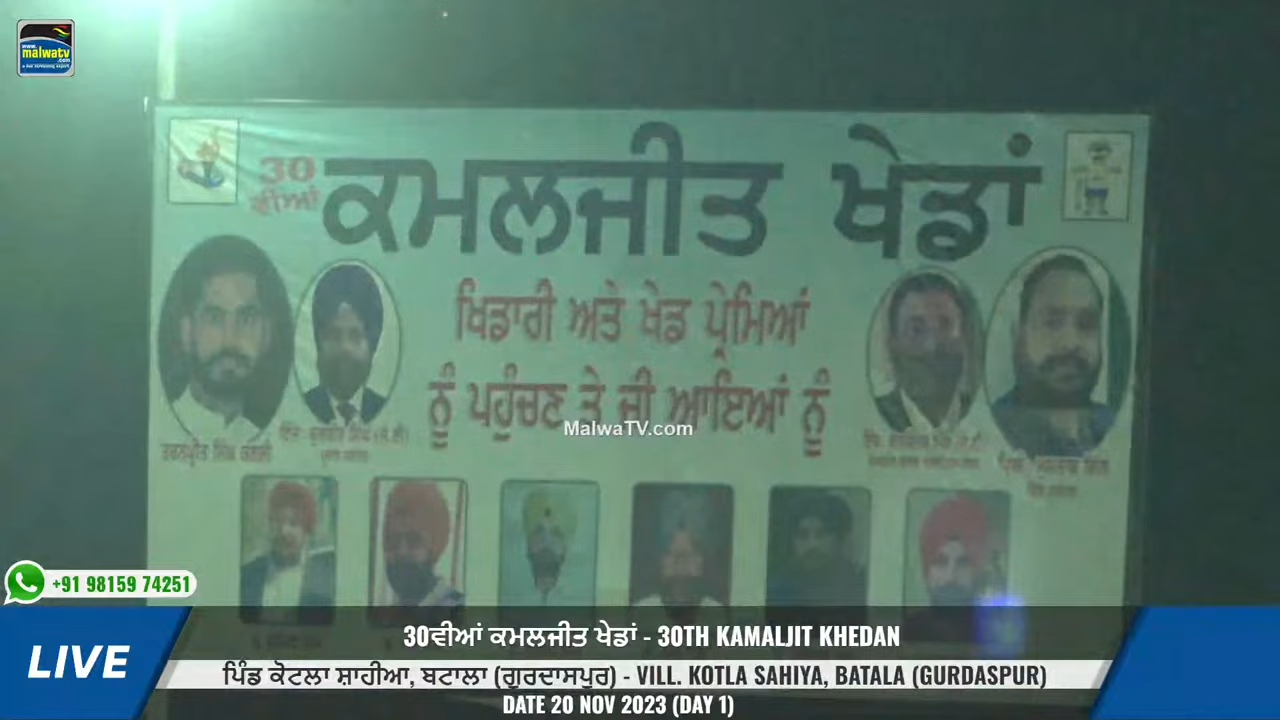 www.
malwatv
.com
30
ਵੀਆਂ
ਕਮਲਜੀਤ ਖੇਡਾਂ
ਖਿਡਾਰੀ ਅਤੇ ਖੇਡ ਪ੍ਰੇਮਿਆਂ
ਨੂੰ ਪਹੁੰਚਣ ਤੇ ਜੀ ਆਇਆਂ ਨੂੰ
MalwaTV.com
+91 98159 74251
LIVE
30ਵੀਆਂ ਕਮਲਜੀਤ ਖੇਡਾਂ - 30TH KAMALJIT KHEDAN
ਪਿੰਡ ਕੋਟਲਾ ਸ਼ਾਹੀਆ, ਬਟਾਲਾ (ਗੁਰਦਾਸਪੁਰ) - VILL. KOTLA SAHIYA, BATALA (GURDASPUR)
DATE 20 NOV 2023 (DAY 1)